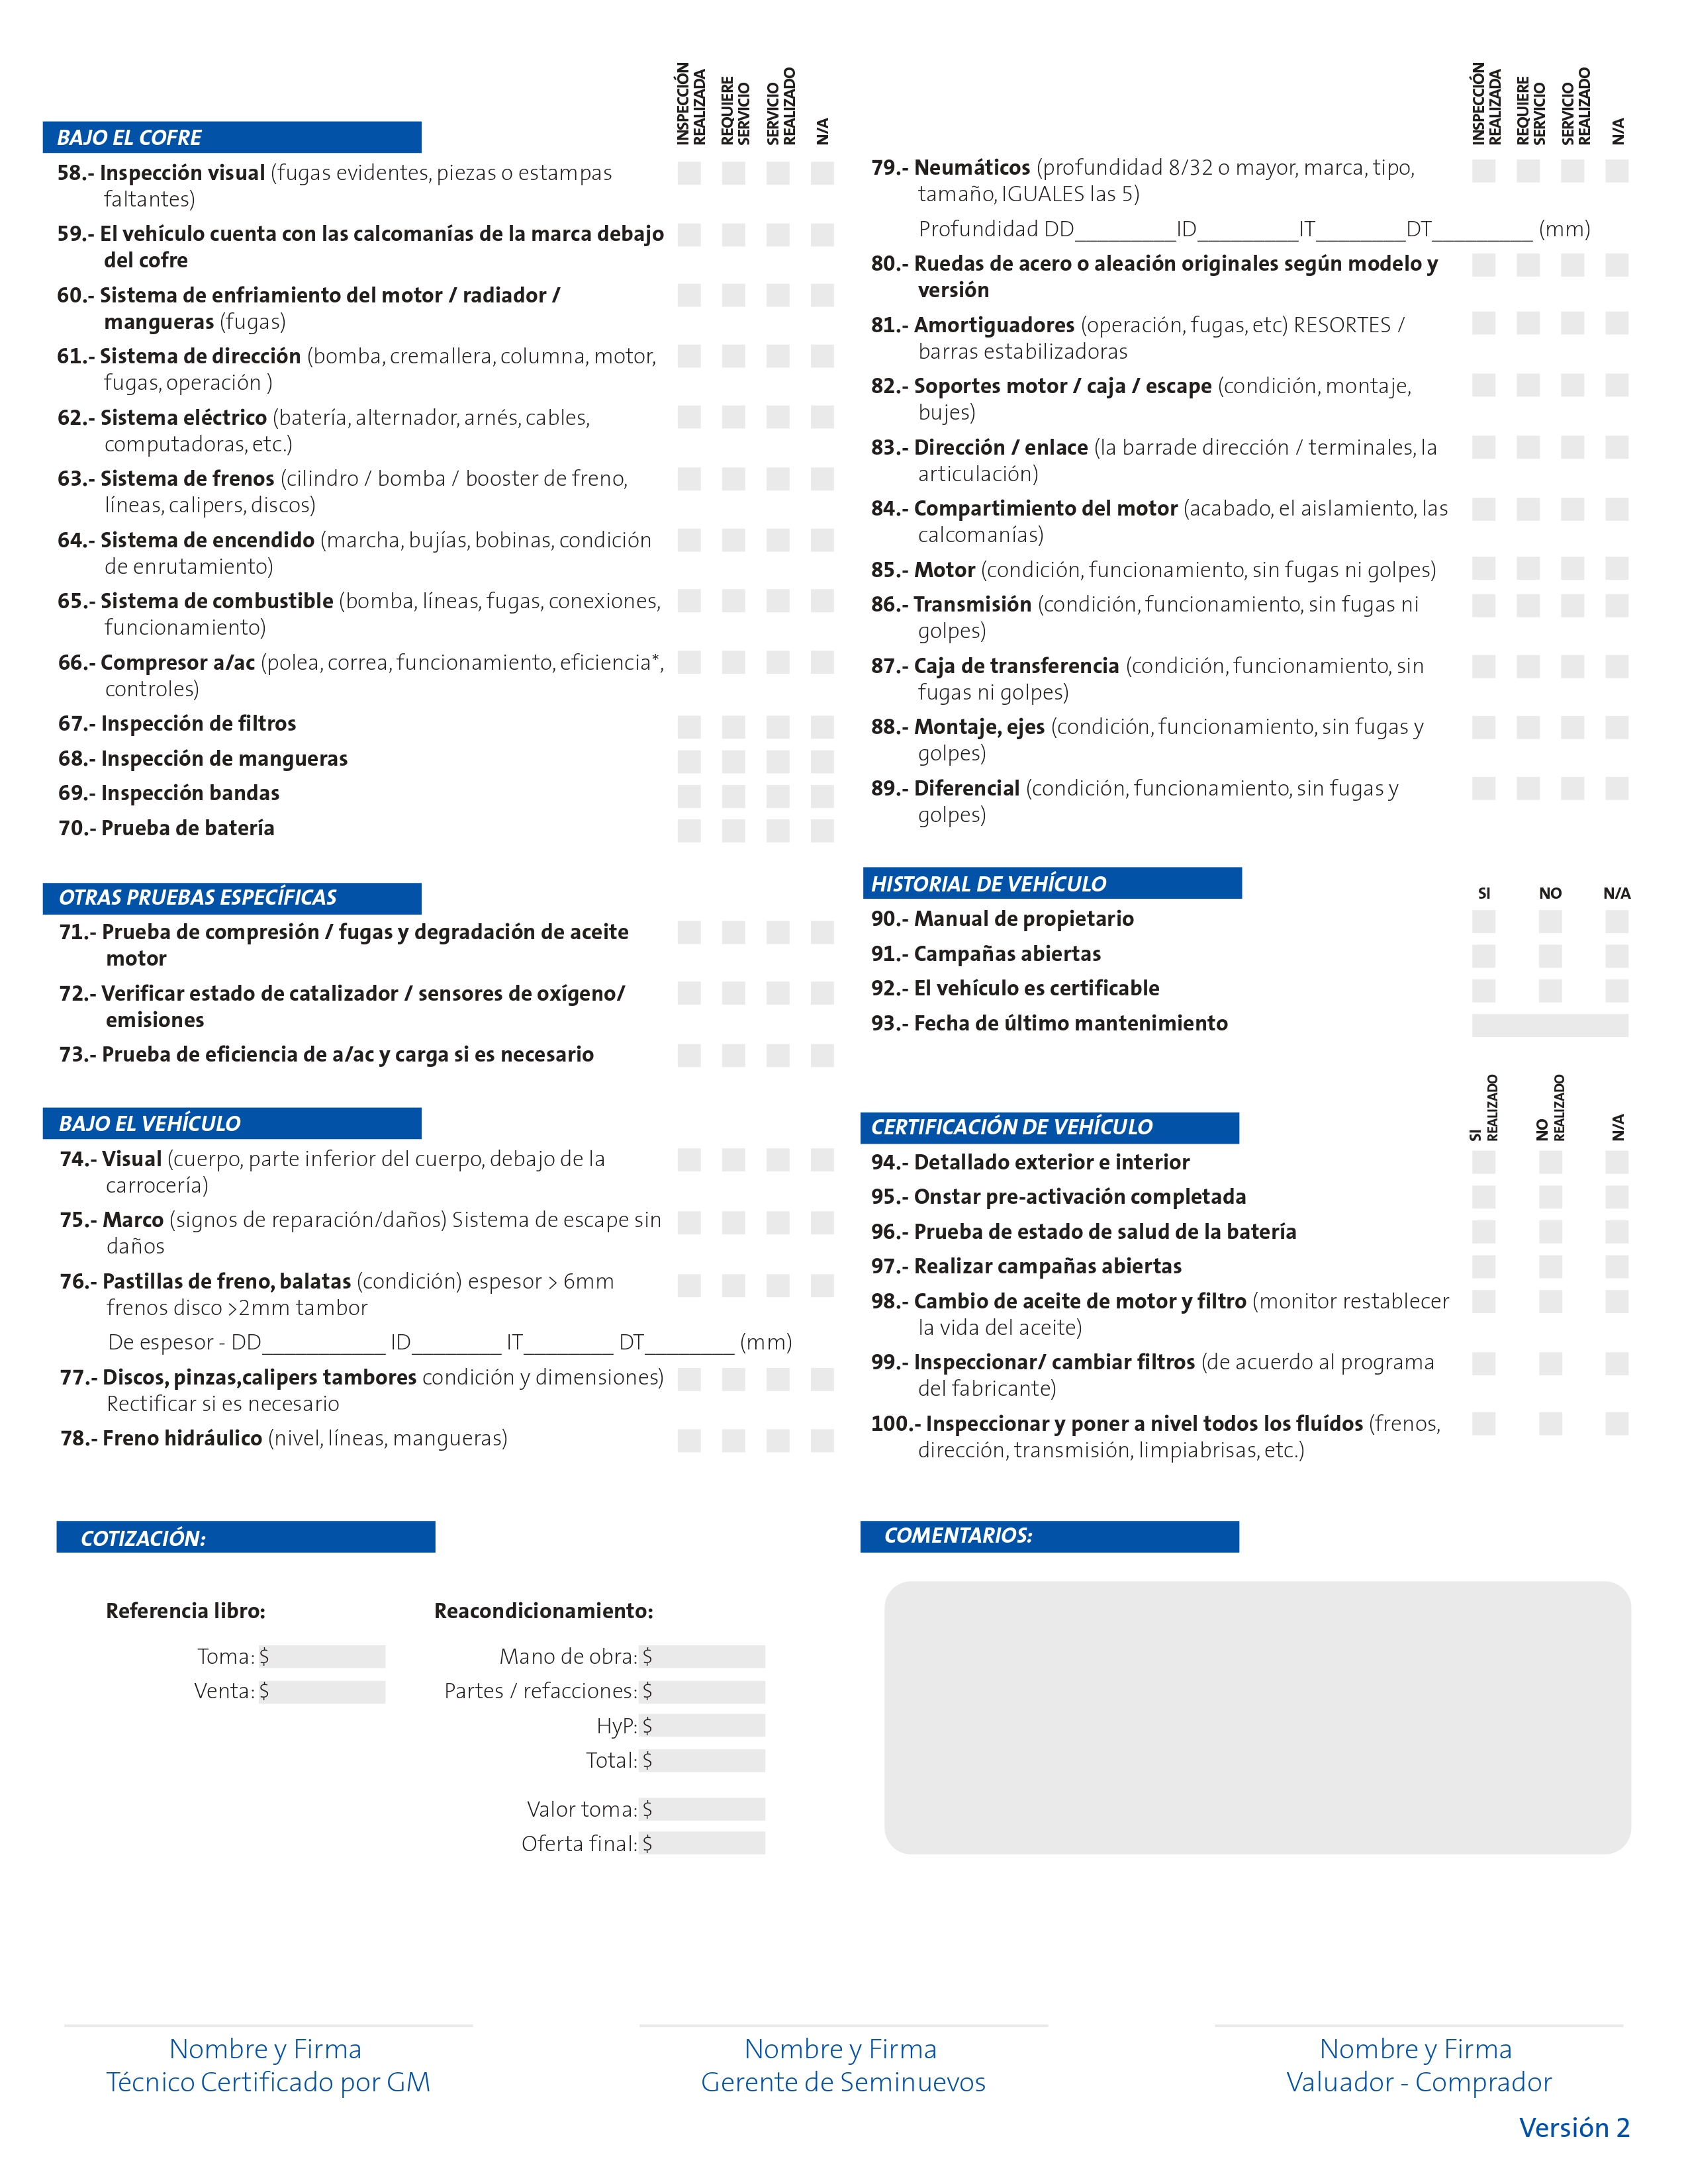 INSPECCIÓN
REALIZADA
REQUIERE
SERVICIO
SERVICIO
REALIZADO
N/A
BAJO EL COFRE
58.- Inspección visual (fugas evidentes, piezas o estampas
faltantes)
59.- El vehículo cuenta con las calcomanías de la marca debajo
del cofre
60.- Sistema de enfriamiento del motor / radiador /
mangueras (fugas)
61.- Sistema de dirección (bomba, cremallera, columna, motor,
fugas, operación )
62.- Sistema eléctrico (batería, alternador, arnés, cables,
computadoras, etc.)
63.- Sistema de frenos (cilindro / bomba / booster de freno,
líneas, calipers, discos)
64.- Sistema de encendido (marcha, bujías, bobinas, condición
de enrutamiento)
65.- Sistema de combustible (bomba, líneas, fugas, conexiones,
funcionamiento)
66.- Compresor a/ac (polea, correa, funcionamiento, eficiencia*,
controles)
67.- Inspección de filtros
68.- Inspección de mangueras
69.- Inspección bandas
70.- Prueba de batería
OTRAS PRUEBAS ESPECÍFICAS
71.- Prueba de compresión / fugas y degradación de aceite
motor
72.- Verificar estado de catalizador / sensores de oxígeno/
emisiones
73.- Prueba de eficiencia de a/ac y carga si es necesario
BAJO EL VEHÍCULO
74.- Visual (cuerpo, parte inferior del cuerpo, debajo de la
carrocería)
75.- Marco (signos de reparación/daños) Sistema de escape sin
daños
76.- Pastillas de freno, balatas (condición) espesor > 6mm
frenos disco >2mm tambor
De espesor - DD___________ ID________ IT________ DT________ (mm)
77.- Discos, pinzas,calipers tambores condición y dimensiones)
Rectificar si es necesario
78.- Freno hidráulico (nivel, líneas, mangueras)
INSPECCIÓN
REALIZADA
REQUIERE
SERVICIO
SERVICIO
REALIZADO
N/A
79.- Neumáticos (profundidad 8/32 o mayor, marca, tipo,
tamaño, IGUALES las 5)
Profundidad DD_________ID_________IT________DT_________ (mm)
80.- Ruedas de acero o aleación originales según modelo y
versión
81.- Amortiguadores (operación, fugas, etc) RESORTES /
barras estabilizadoras
82.- Soportes motor / caja / escape (condición, montaje,
bujes)
83.- Dirección / enlace (la barrade dirección / terminales, la
articulación)
84.- Compartimiento del motor (acabado, el aislamiento, las
calcomanías)
85.- Motor (condición, funcionamiento, sin fugas ni golpes)
86.- Transmisión (condición, funcionamiento, sin fugas ni
golpes)
87.- Caja de transferencia (condición, funcionamiento, sin
fugas ni golpes)
88.- Montaje, ejes (condición, funcionamiento, sin fugas y
golpes)
89.- Diferencial (condición, funcionamiento, sin fugas y
golpes)
HISTORIAL DE VEHÍCULO
SI NO N/A
90.- Manual de propietario
91.- Campañas abiertas
92.- El vehículo es certificable
93.- Fecha de último mantenimiento
SI
REALIZADO
NO
REALIZADO
N/A
CERTIFICACIÓN DE VEHÍCULO
94.- Detallado exterior e interior
95.- Onstar pre-activación completada
96.- Prueba de estado de salud de la batería
97.- Realizar campañas abiertas
98.- Cambio de aceite de motor y filtro (monitor restablecer
la vida del aceite)
99.- Inspeccionar/ cambiar filtros (de acuerdo al programa
del fabricante)
100.- Inspeccionar y poner a nivel todos los fluídos (frenos,
dirección, transmisión, limpiabrisas, etc.)
COTIZACIÓN:
Referencia libro:
Toma: $
Venta: $
Reacondicionamiento:
Mano de obra: $
Partes / refacciones: $
HyP: $
Total: $
Valor toma: $
Oferta final: $
COMENTARIOS:
Nombre y Firma
Técnico Certificado por GM
Nombre y Firma
Gerente de Seminuevos
Nombre y Firma
Valuador - Comprador
Versión 2